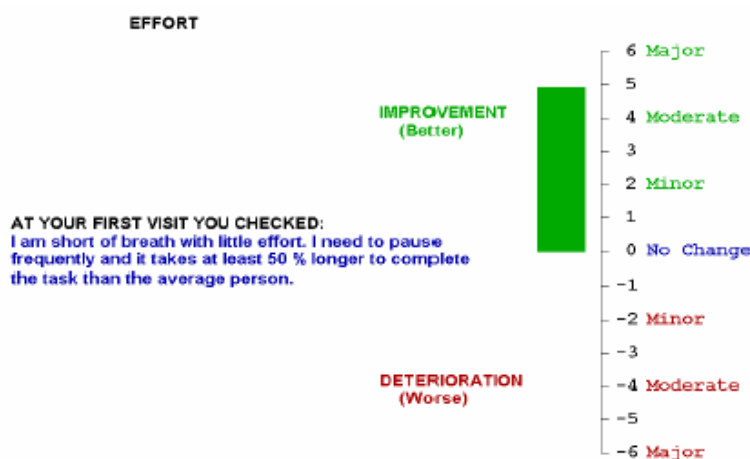 EFFORT
6 Major
5
IMPROVEMENT
(Better)
4 Moderate
3
2 Minor
1
AT YOUR FIRST VISIT YOU CHECKED:
I am short of breath with little effort. I need to pause
frequently and it takes at least 50 % longer to complete
the task than the average person.
0 No Change
-1
-2 Minor
-3
DETERIORATION
(Worse)
-4 Moderate
-5
-6 Major